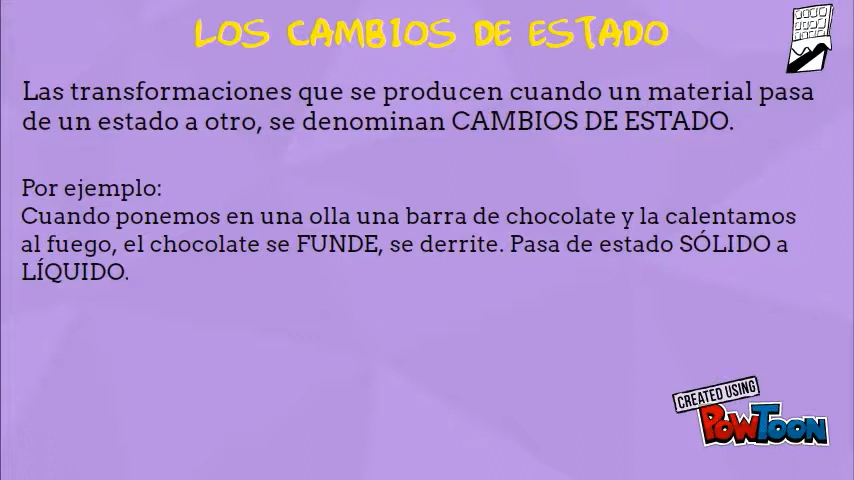 LOS CAMBIOS DE ESTADO
Las transformaciones que se producen cuando un material pasa
de un estado a otro, se denominan CAMBIOS DE ESTADO.
Por ejemplo:
Cuando ponemos en una olla una barra de chocolate y la calentamos
al fuego, el chocolate se FUNDE, se derrite. Pasa de estado SÓLIDO a
LÍQUIDO.
CREATED USING
POWTOON